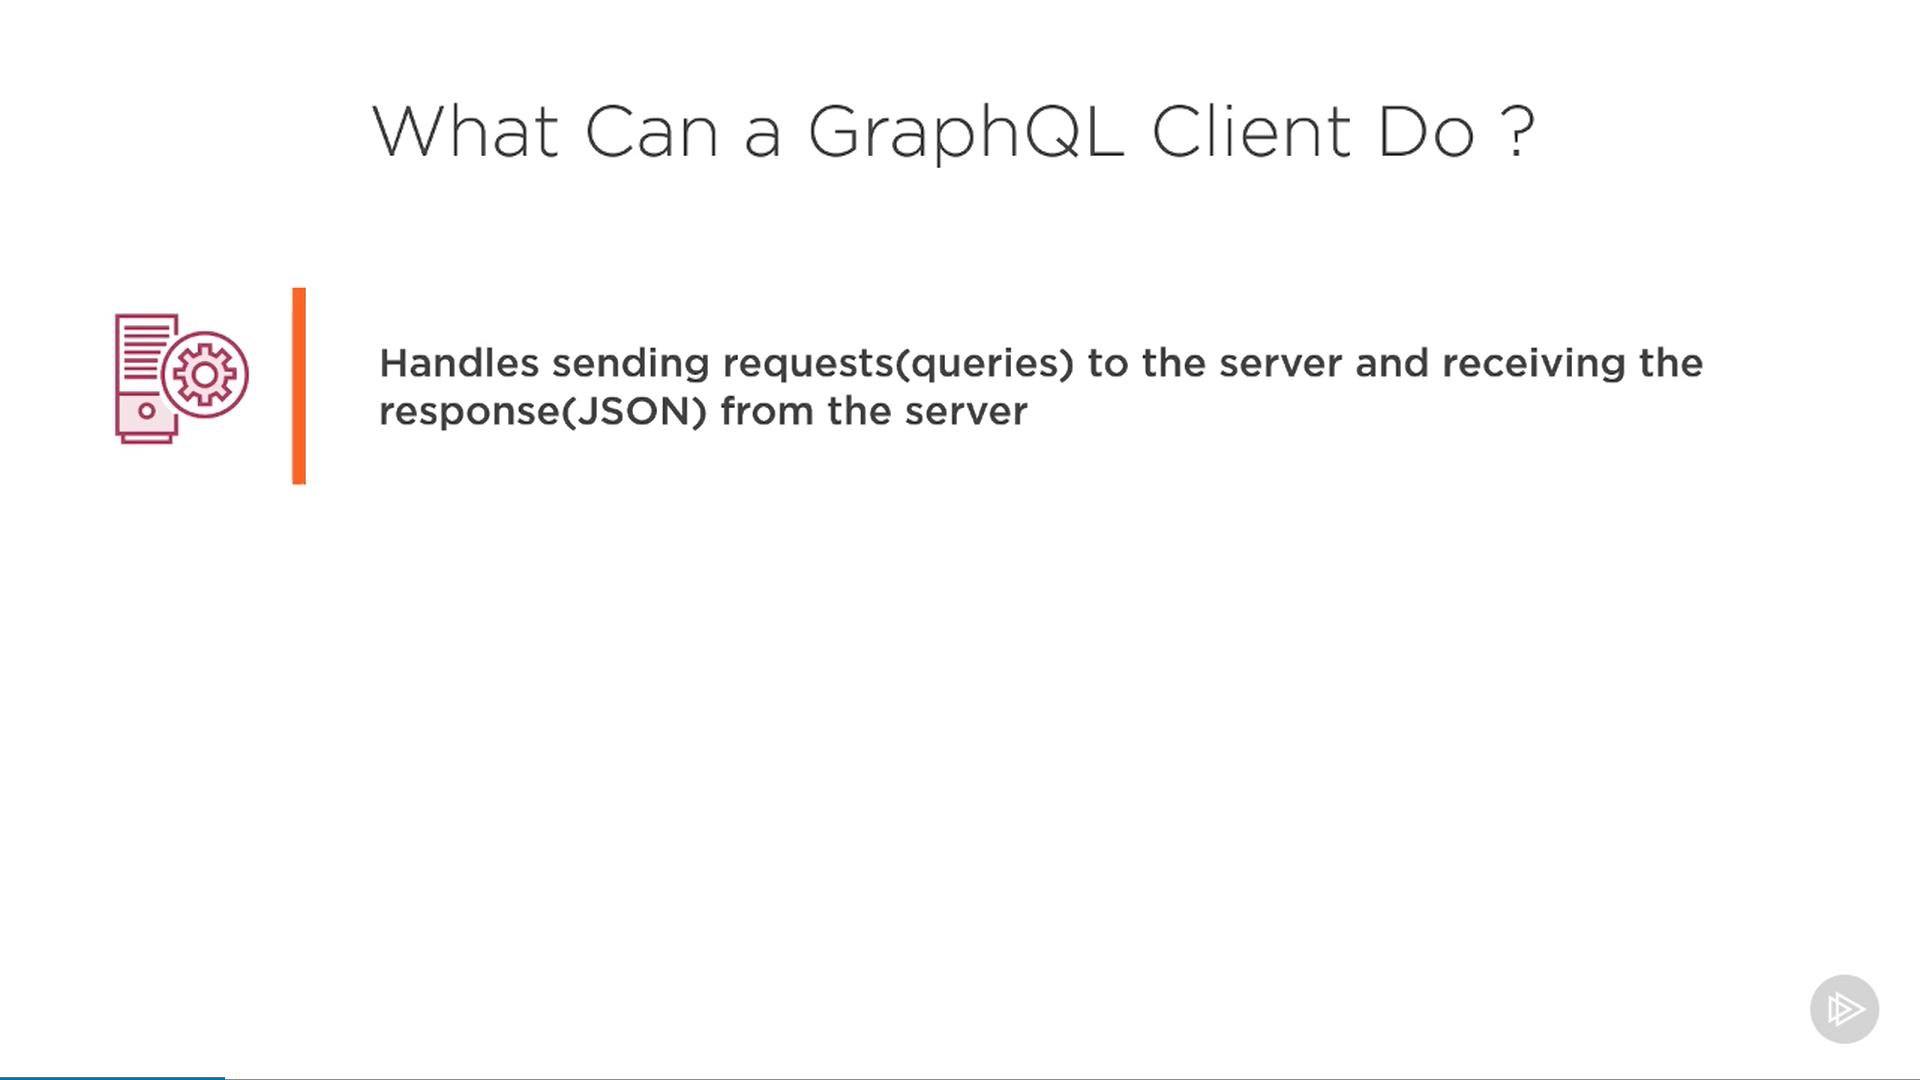 What Can a GraphQL Client Do ?
Handles sending requests(queries) to the server and receiving the
response(JSON) from the server